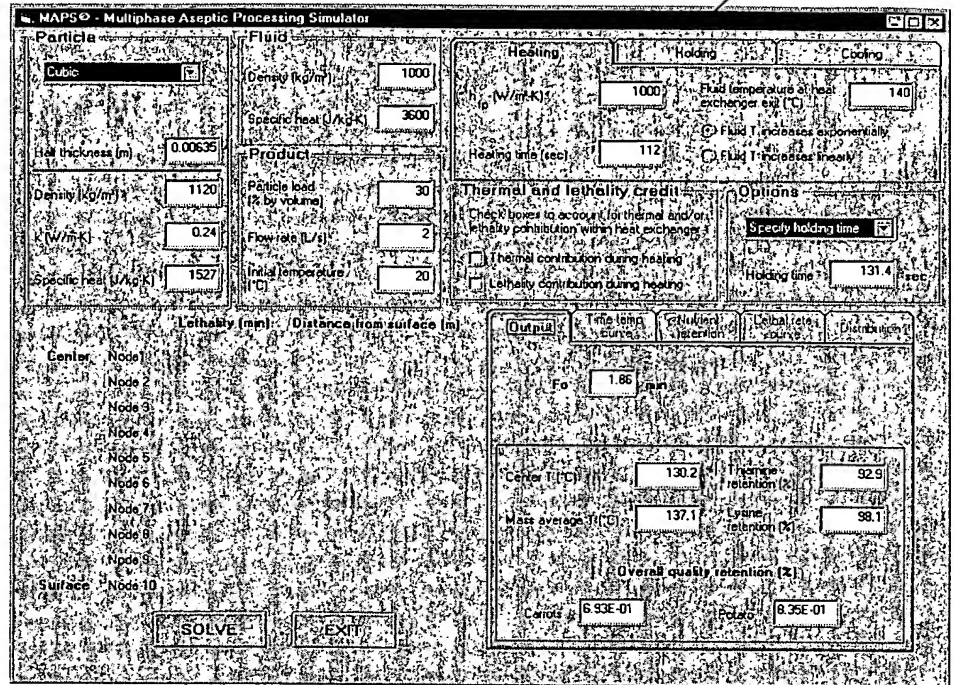 MAPS© - Multiphase Aseptic Processing Simulator
Particle
Cubic
Half thickness (m) 0.00635
Density (kg/m³) 1120
k (W/m·K) 0.24
Specific heat (J/kg·K) 1527
Fluid
Density (kg/m³) 1000
Specific heat (J/kg·K) 3600
Product
Particle load (% by volume) 30
Flow rate (L/s) 2
Initial temperature (°C) 20
Heating
Holding
Cooling
(W/m²·K) 1000
Heating time (sec) 112
Fluid temperature at heat exchanger exit (°C) 140
Fluid T increases exponentially
Fluid T increases linearly
Thermal and lethality credit
Check boxes to account for thermal and/or
lethality contribution within heat exchanger
Thermal contribution during heating
Lethality contribution during heating
Options
Specify holding time
Holding time 131.4 sec
Lethality (min) Distance from surface (m)
Center Node1
Node 2
Node 3
Node 4
Node 5
Node 6
Node 7
Node 8
Node 9
Surface Node 10
SOLVE
EXIT
Output
Time temp curve
Nutrient retention
Lethal rate curve
Distribution
Fo 1.86 min
Center T (°C) 130.2
Thiamine retention (%) 92.9
Mass average T (°C) 137.1
Lysine retention (%) 98.1
Overall quality retention (%)
Carrots 6.93E-01
Potato 8.35E-01